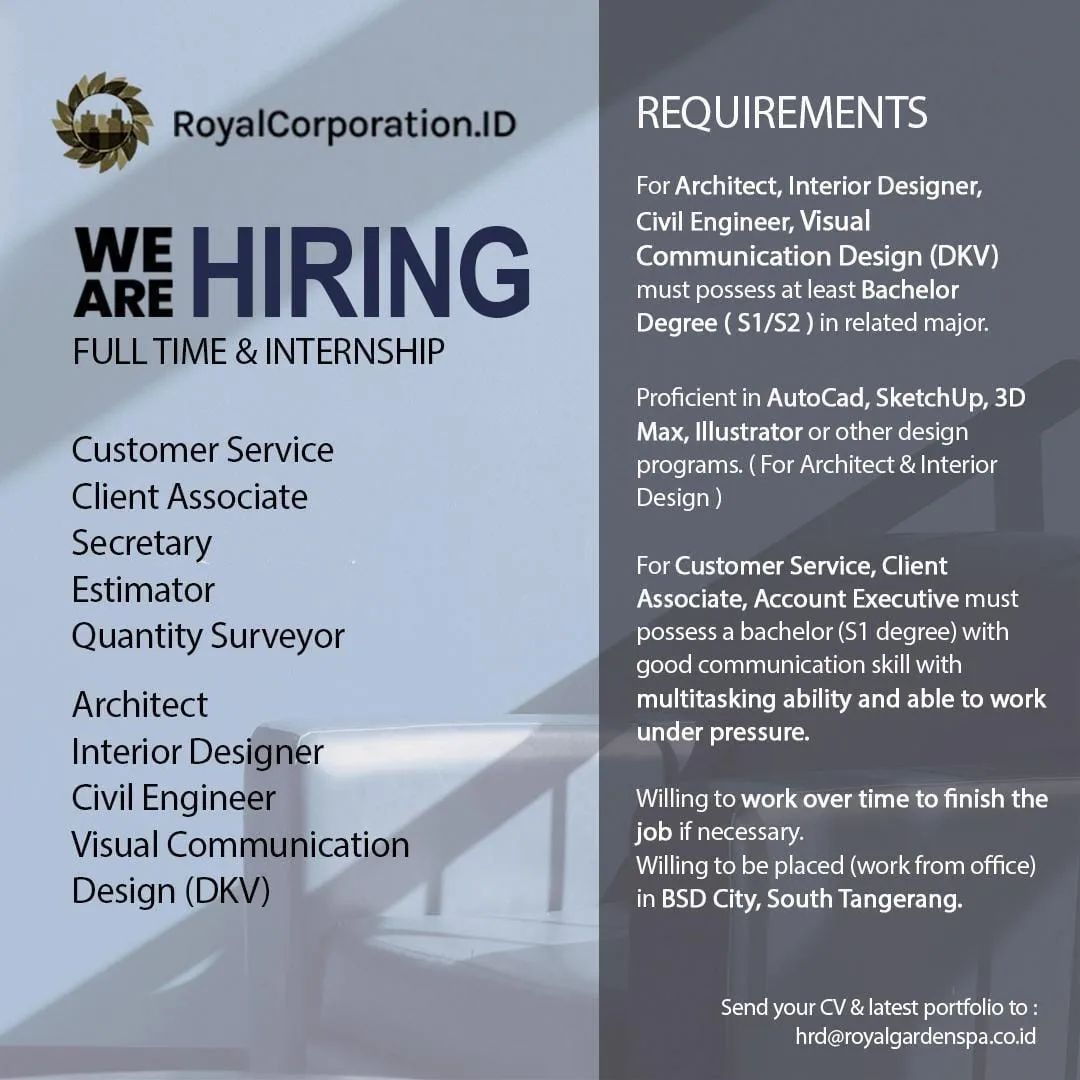 RoyalCorporation.ID
WE ARE HIRING
FULL TIME & INTERNSHIP
Customer Service
Client Associate
Secretary
Estimator
Quantity Surveyor
Architect
Interior Designer
Civil Engineer
Visual Communication
Design (DKV)
REQUIREMENTS
For Architect, Interior Designer,
Civil Engineer, Visual
Communication Design (DKV)
must possess at least Bachelor
Degree ( S1/S2 ) in related major.
Proficient in AutoCad, SketchUp, 3D
Max, Illustrator or other design
programs. ( For Architect & Interior
Design )
For Customer Service, Client
Associate, Account Executive must
possess a bachelor (S1 degree) with
good communication skill with
multitasking ability and able to work
under pressure.
Willing to work over time to finish the
job if necessary.
Willing to be placed (work from office)
in BSD City, South Tangerang.
Send your CV & latest portfolio to :
hrd@royalgardenspa.co.id